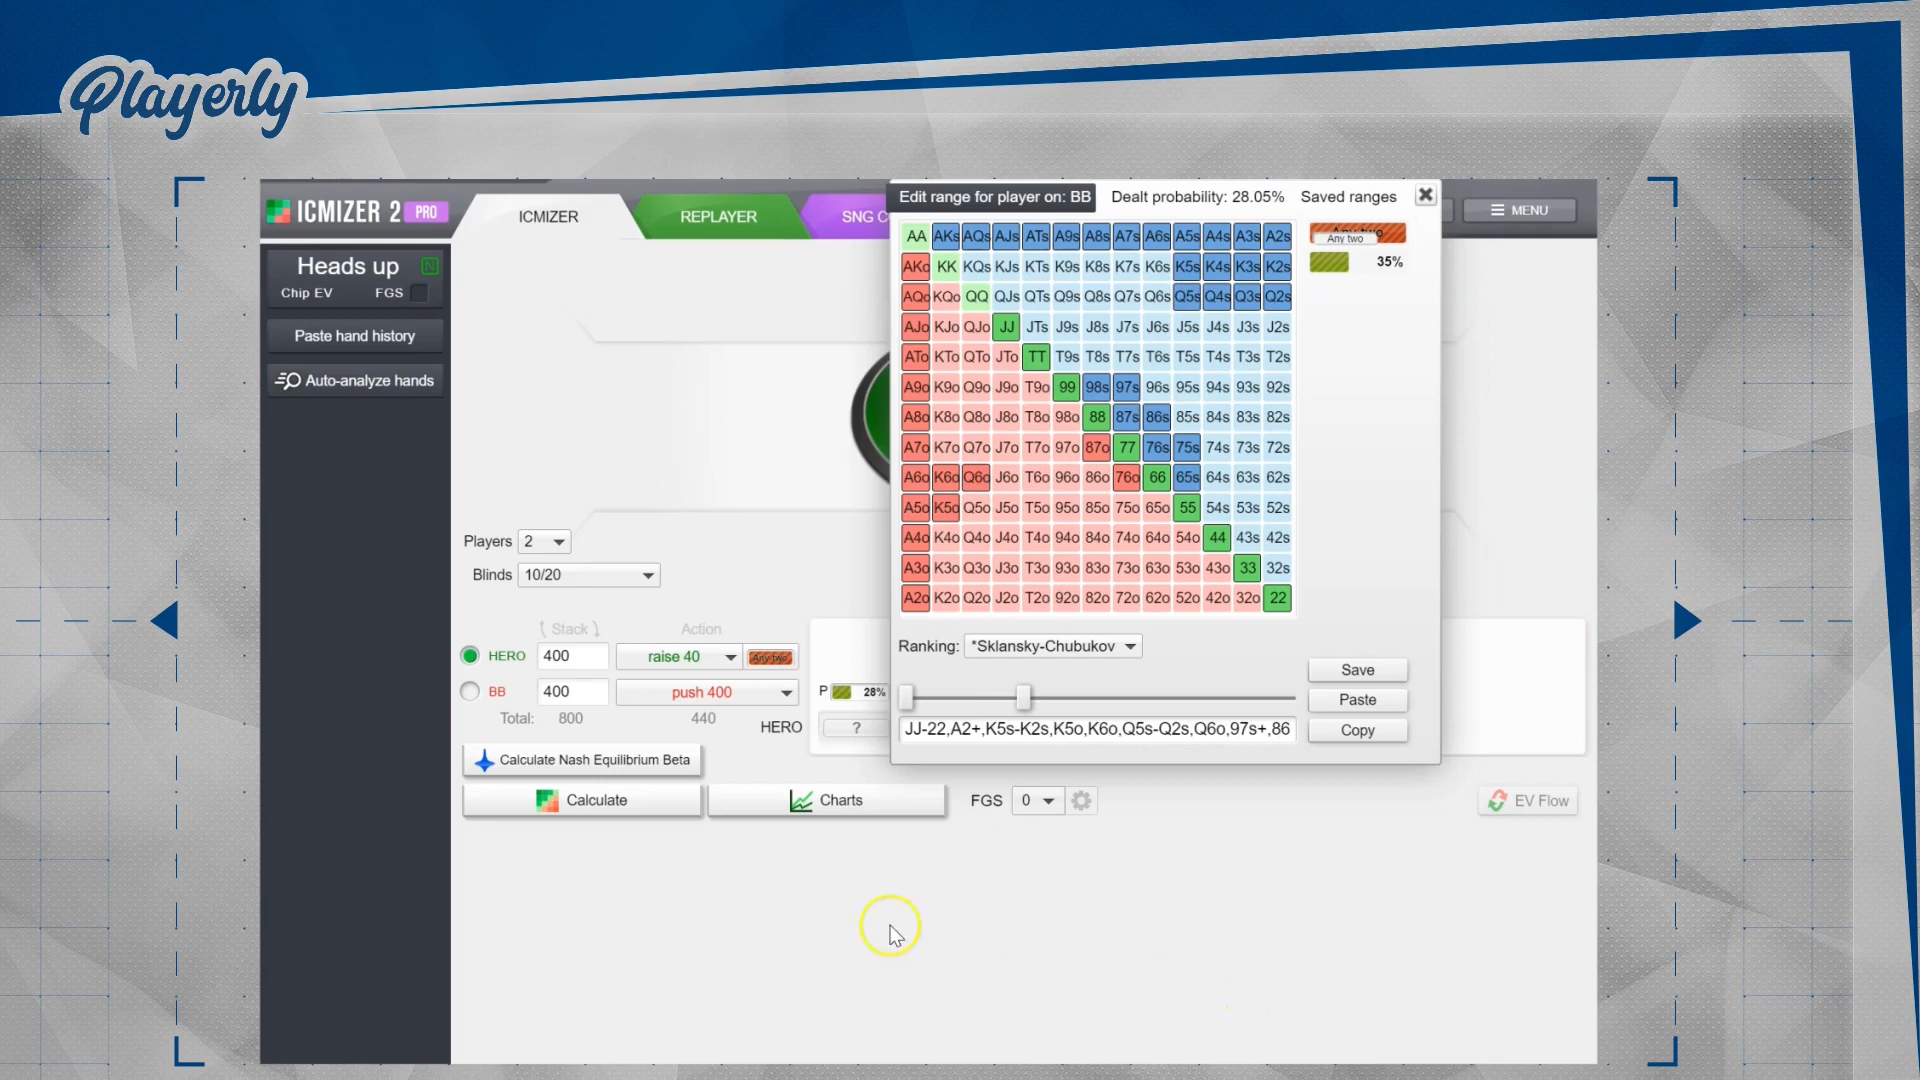 Playerly
ICMIZER 2 PRO
ICMIZER
REPLAYER
SNG C
MENU
Heads up N
Chip EV FGS
Paste hand history
Auto-analyze hands
Edit range for player on: BB Dealt probability: 28.05% Saved ranges
AA AKs AQs AJs ATs A9s A8s A7s A6s A5s A4s A3s A2s
AKo KK KQs KJs KTs K9s K8s K7s K6s K5s K4s K3s K2s
AQo KQo QQ QJs QTs Q9s Q8s Q7s Q6s Q5s Q4s Q3s Q2s
AJo KJo QJo JJ JTs J9s J8s J7s J6s J5s J4s J3s J2s
ATo KTo QTo JTo TT T9s T8s T7s T6s T5s T4s T3s T2s
A9o K9o Q9o J9o T9o 99 98s 97s 96s 95s 94s 93s 92s
A8o K8o Q8o J8o T8o 98o 88 87s 86s 85s 84s 83s 82s
A7o K7o Q7o J7o T7o 97o 87o 77 76s 75s 74s 73s 72s
A6o K6o Q6o J6o T6o 96o 86o 76o 66 65s 64s 63s 62s
A5o K5o Q5o J5o T5o 95o 85o 75o 65o 55 54s 53s 52s
A4o K4o Q4o J4o T4o 94o 84o 74o 64o 54o 44 43s 42s
A3o K3o Q3o J3o T3o 93o 83o 73o 63o 53o 43o 33 32s
A2o K2o Q2o J2o T2o 92o 82o 72o 62o 52o 42o 32o 22
Any two
Any two
35%
Ranking: *Sklansky-Chubukov
JJ-22,A2+,K5s-K2s,K5o,K6o,Q5s-Q2s,Q6o,97s+,86
Save
Paste
Copy
Players 2
Blinds 10/20
Stack Action
HERO 400 raise 40 Any two
BB 400 push 400 P 28%
Total: 800 440
HERO ?
Calculate Nash Equilibrium Beta
Calculate
Charts
FGS 0
EV Flow